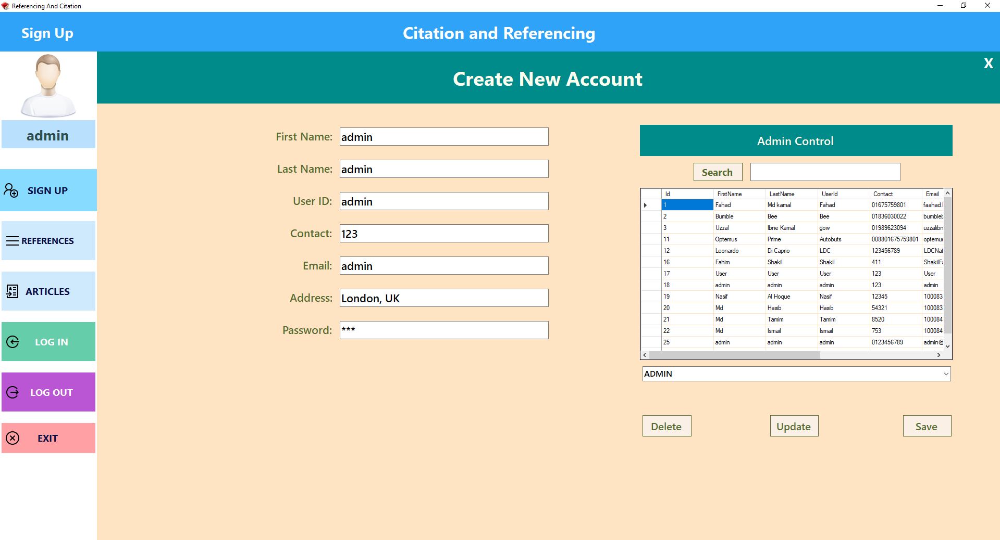 Referencing And Citation
Sign Up
Citation and Referencing
X
Create New Account
admin
SIGN UP
REFERENCES
ARTICLES
LOG IN
LOG OUT
EXIT
First Name: admin
Last Name: admin
User ID: admin
Contact: 123
Email: admin
Address: London, UK
Password: ***
Admin Control
Search
Id FirstName LastName UserId Contact Email
1 Fahad Md kamal Fahad 01675759801 faahad.
2 Bumble Bee Bee 01836030022 bumbleb
3 Uzzal Ibne Kamal gow 01989623094 uzzalibn
11 Optemus Prime Autobuts 008801675759801 optemus
12 Leonardo Di Caprio LDC 123456789 LDCNat
16 Fahim Shakil Shakil 411 ShakilFa
17 User User User 123 User
18 admin admin admin 123 admin
19 Nasif Al Hoque Nasif 12345 100083
20 Md Hasib Hasib 54321 100083
21 Md Tamim Tamim 8520 100084
22 Md Ismail Ismail 753 100084
25 admin admin admin 0123456789 admin@
ADMIN
Delete Update Save